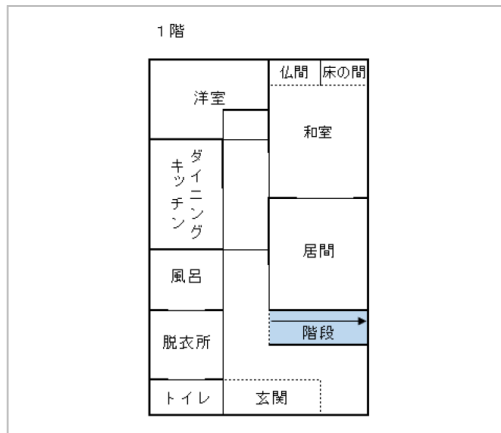 1階
仏間
床の間
洋室
和室
ダイニング
キッチン
居間
風呂
階段
脱衣所
トイレ
玄関